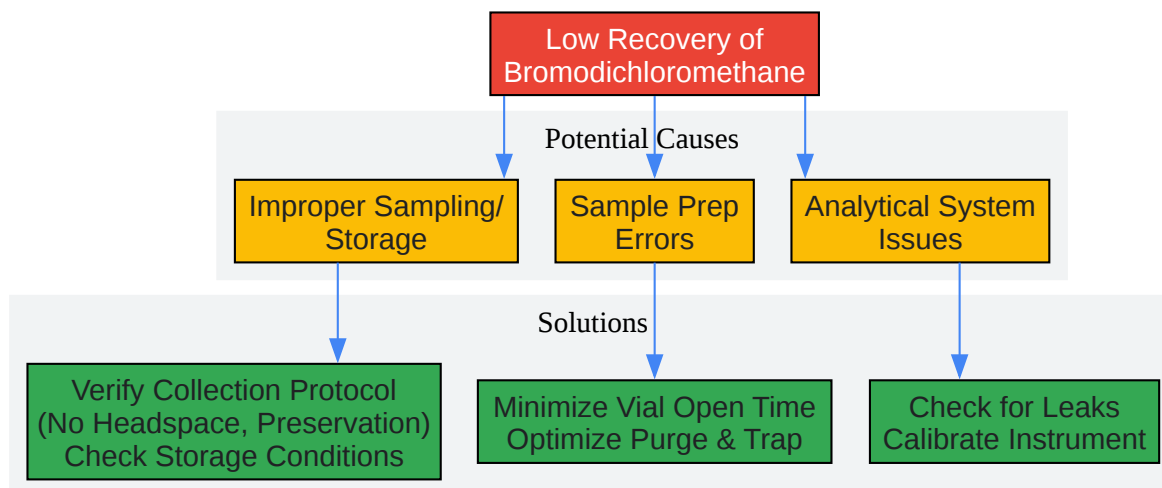 Low Recovery of
Bromodichloromethane
Potential Causes
Improper Sampling/
Storage
Sample Prep
Errors
Analytical System
Issues
Solutions
Verify Collection Protocol
(No Headspace, Preservation)
Check Storage Conditions
Minimize Vial Open Time
Optimize Purge & Trap
Check for Leaks
Calibrate Instrument